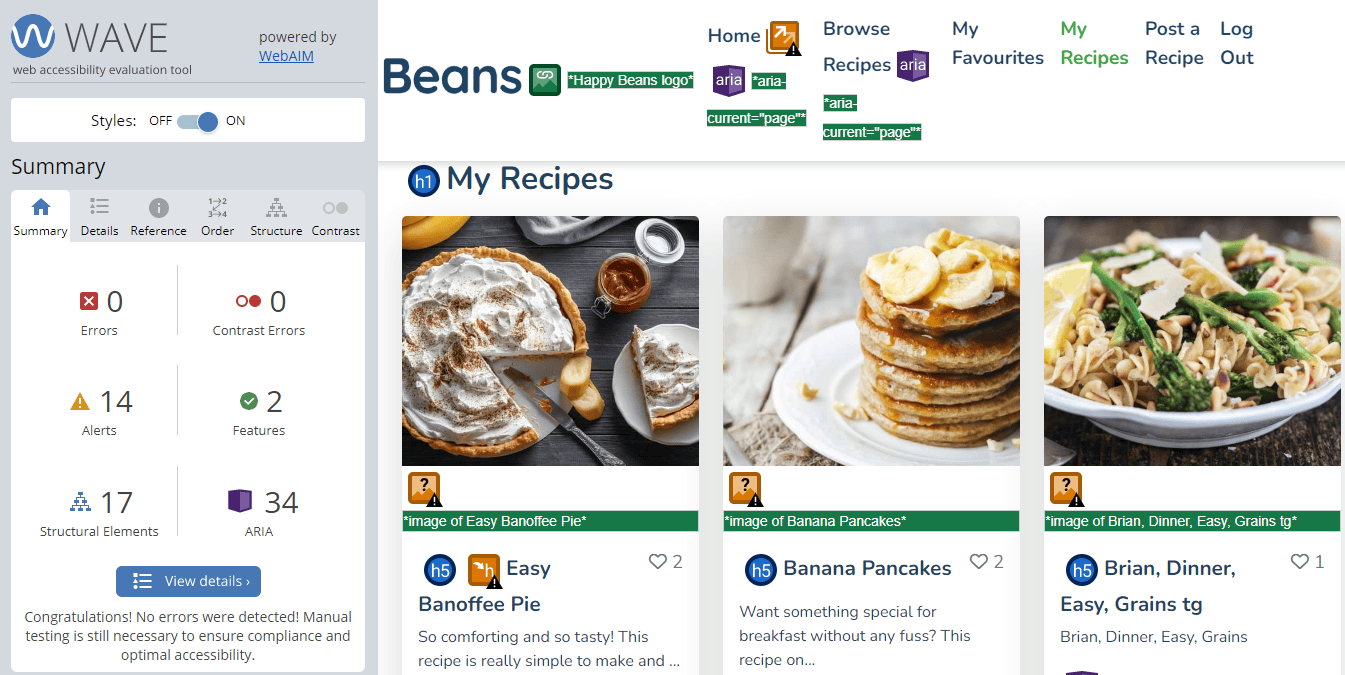 WAVE
web accessibility evaluation tool
powered by
WebAIM
Styles: OFF ON
Summary
Summary Details Reference Order Structure Contrast
0
Errors
0
Contrast Errors
14
Alerts
2
Features
17
Structural Elements
34
ARIA
View details ›
Congratulations! No errors were detected! Manual
testing is still necessary to ensure compliance and
optimal accessibility.
Beans
*Happy Beans logo*
Home
aria *aria-
current="page"*
Browse
Recipes aria
*aria-
current="page"*
My
Favourites
My
Recipes
Post a
Recipe
Log
Out
h1 My Recipes
?
*image of Easy Banoffee Pie*
h5 h Easy
Banoffee Pie
2
So comforting and so tasty! This
recipe is really simple to make and ...
?
*image of Banana Pancakes*
h5 Banana Pancakes
2
Want something special for
breakfast without any fuss? This
recipe on...
?
*image of Brian, Dinner, Easy, Grains tg*
h5 Brian, Dinner,
Easy, Grains tg
1
Brian, Dinner, Easy, Grains